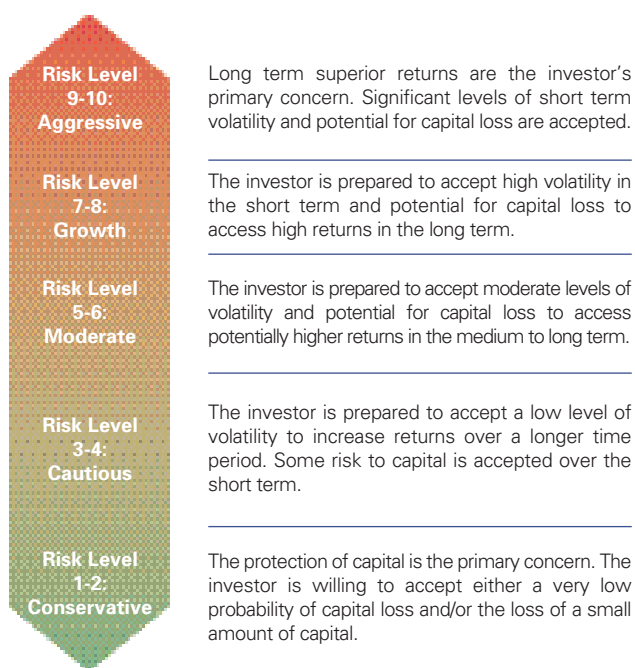 Risk Level
9-10:
Aggressive
Long term superior returns are the investor's
primary concern. Significant levels of short term
volatility and potential for capital loss are accepted.
Risk Level
7-8:
Growth
The investor is prepared to accept high volatility in
the short term and potential for capital loss to
access high returns in the long term.
Risk Level
5-6:
Moderate
The investor is prepared to accept moderate levels of
volatility and potential for capital loss to access
potentially higher returns in the medium to long term.
Risk Level
3-4:
Cautious
The investor is prepared to accept a low level of
volatility to increase returns over a longer time
period. Some risk to capital is accepted over the
short term.
Risk Level
1-2:
Conservative
The protection of capital is the primary concern. The
investor is willing to accept either a very low
probability of capital loss and/or the loss of a small
amount of capital.